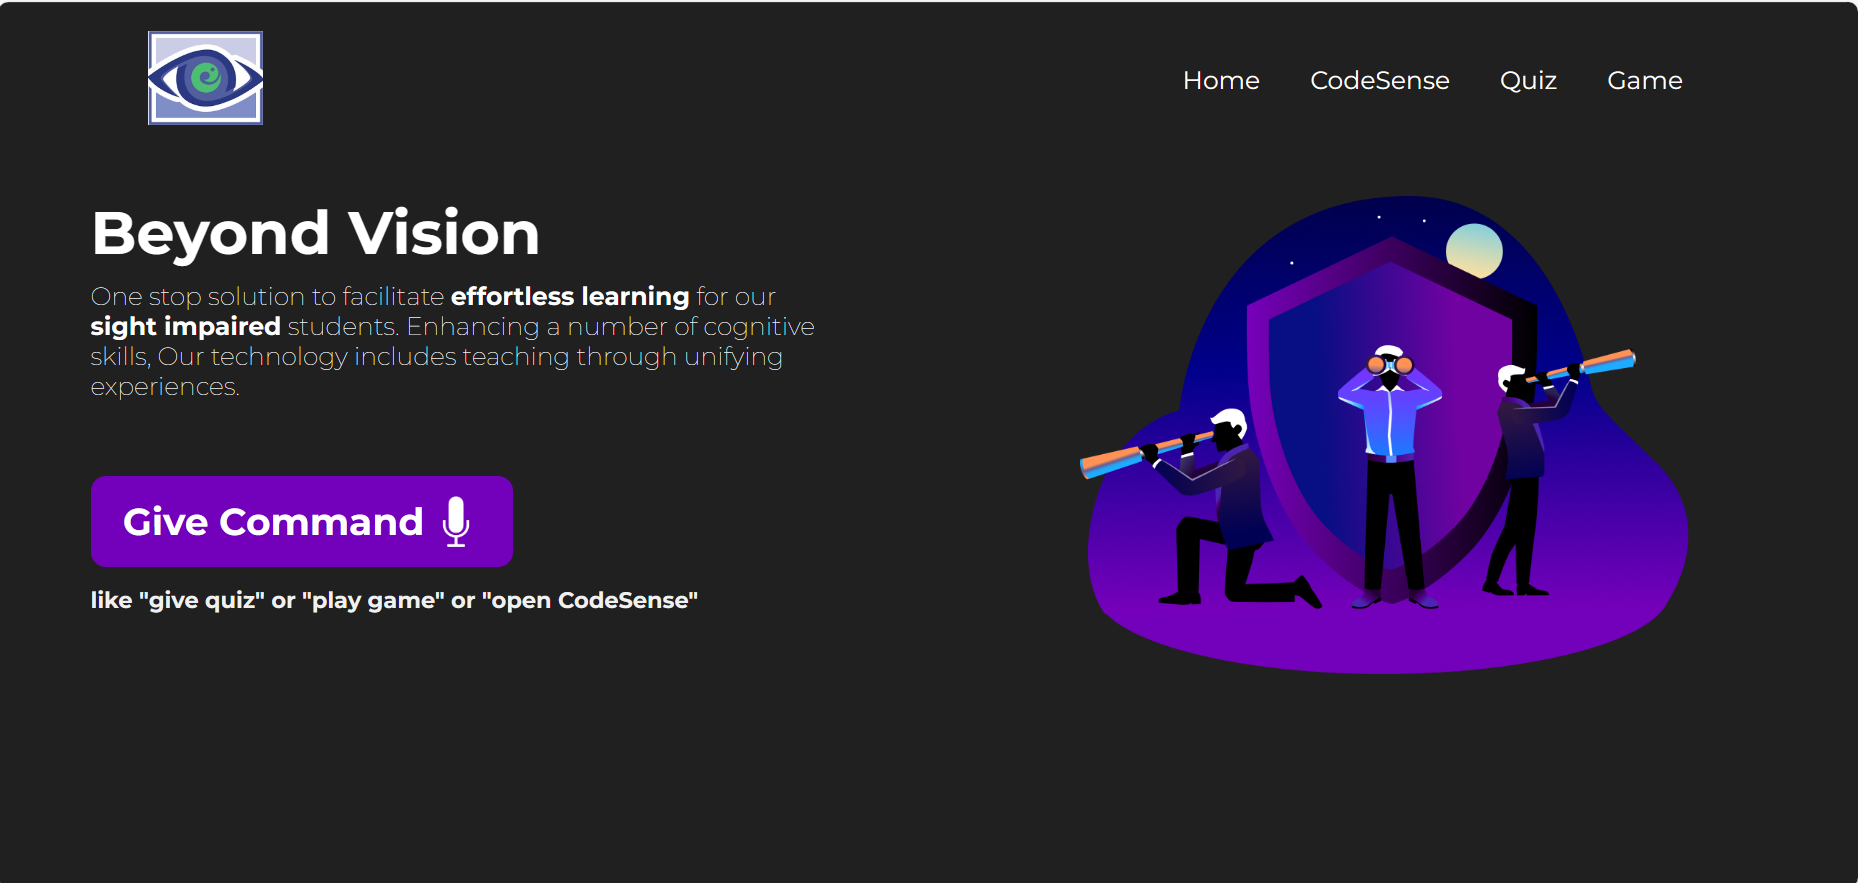 Home CodeSense Quiz Game
Beyond Vision
One stop solution to facilitate effortless learning for our
sight impaired students. Enhancing a number of cognitive
skills, Our technology includes teaching through unifying
experiences.
Give Command
like "give quiz" or "play game" or "open CodeSense"